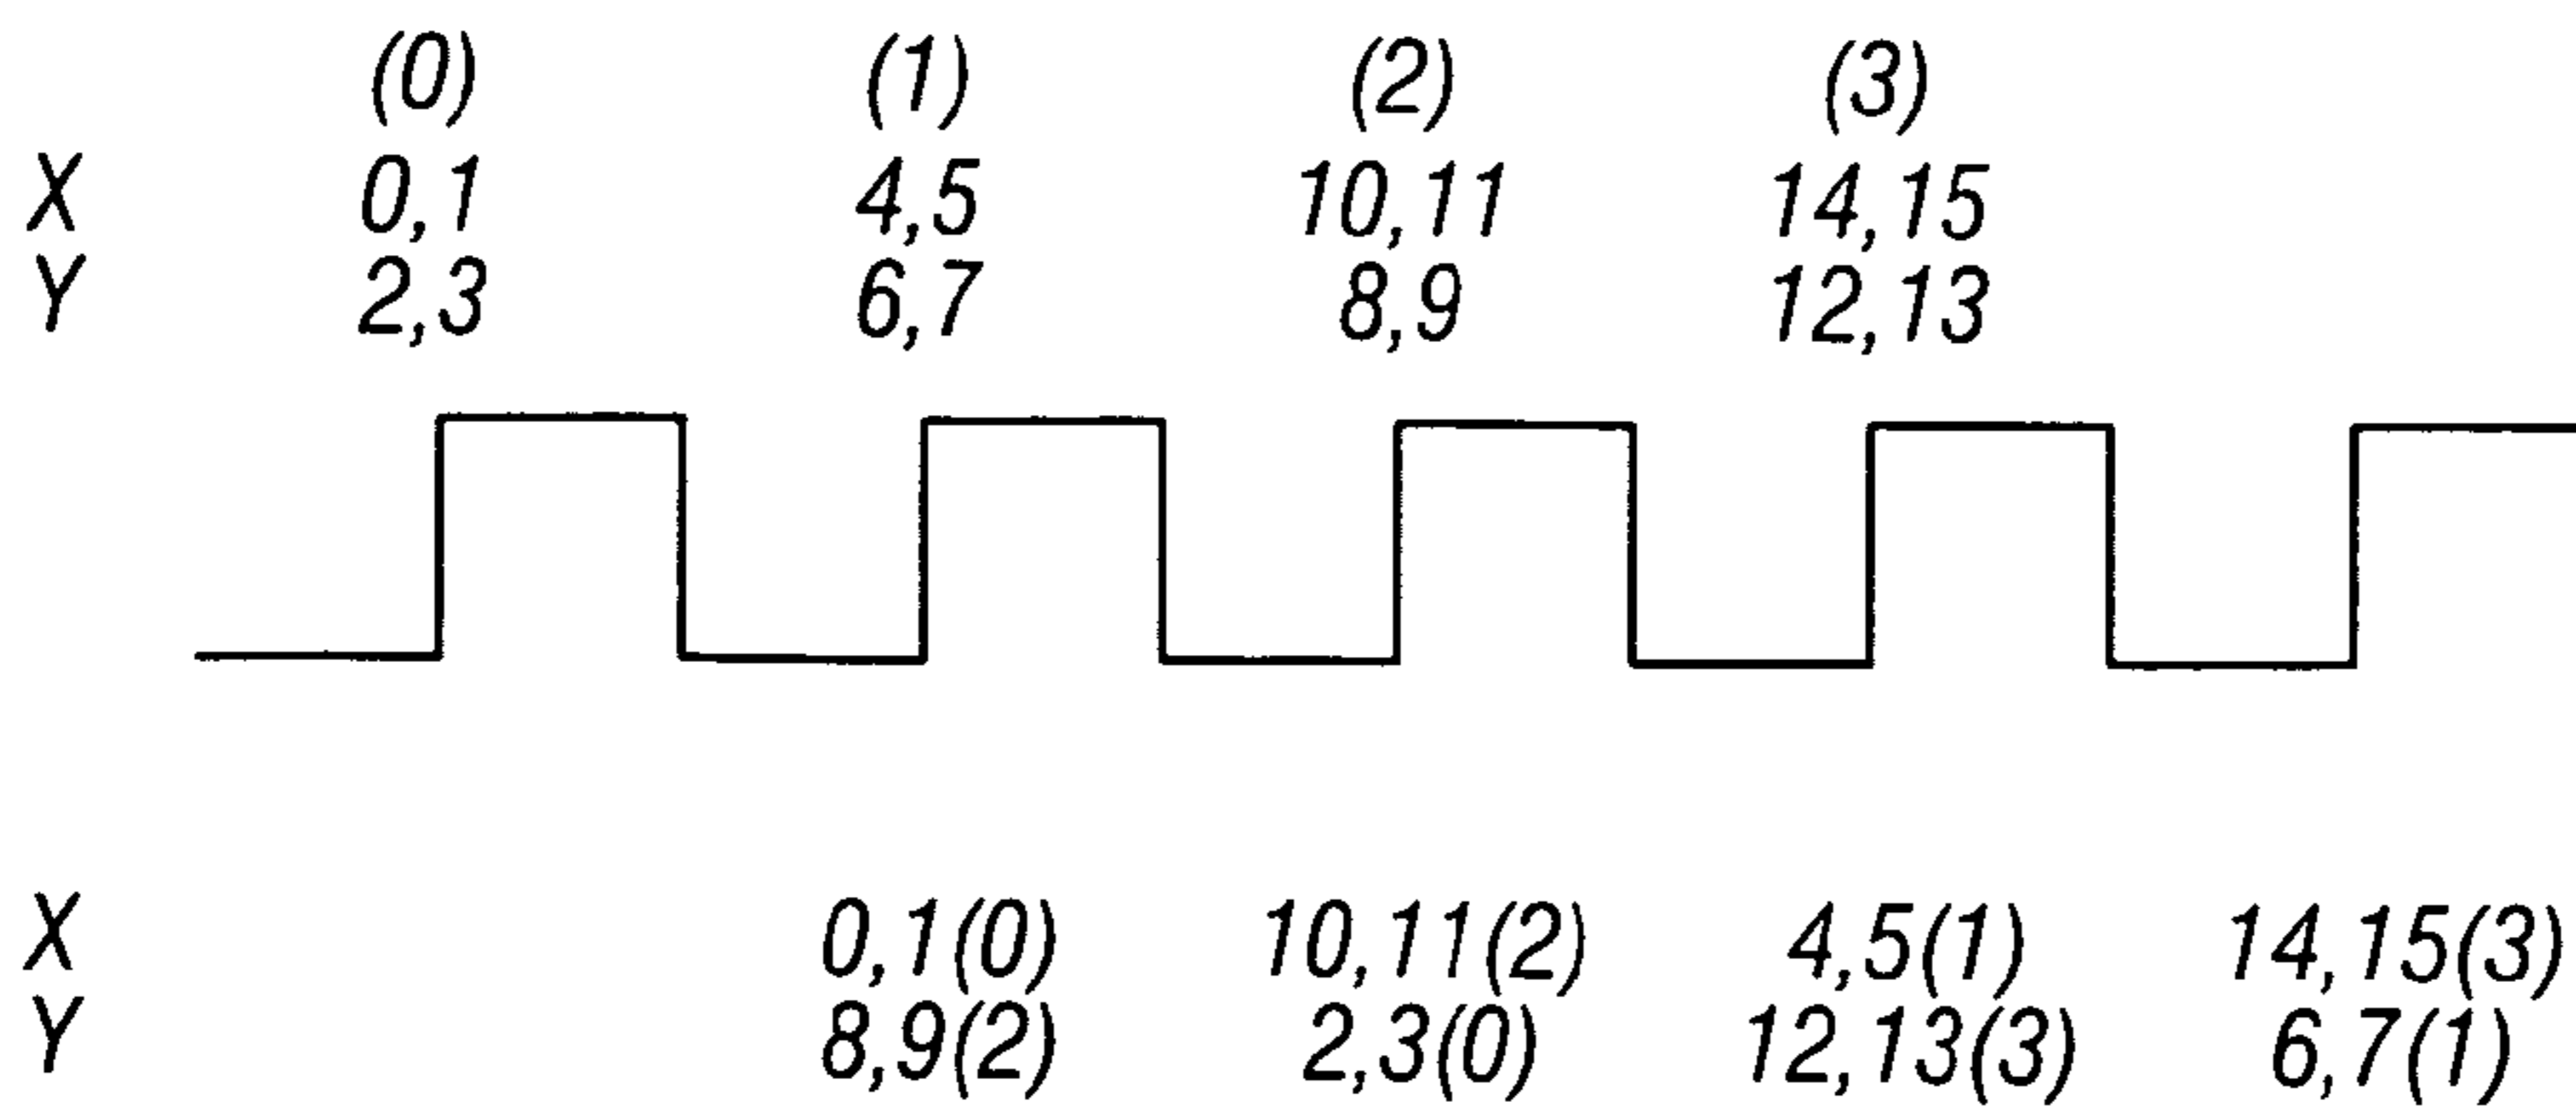 (0) (1) (2) (3)
X 0,1 4,5 10,11 14,15
Y 2,3 6,7 8,9 12,13
X 0,1(0) 10,11(2) 4,5(1) 14,15(3)
Y 8,9(2) 2,3(0) 12,13(3) 6,7(1)